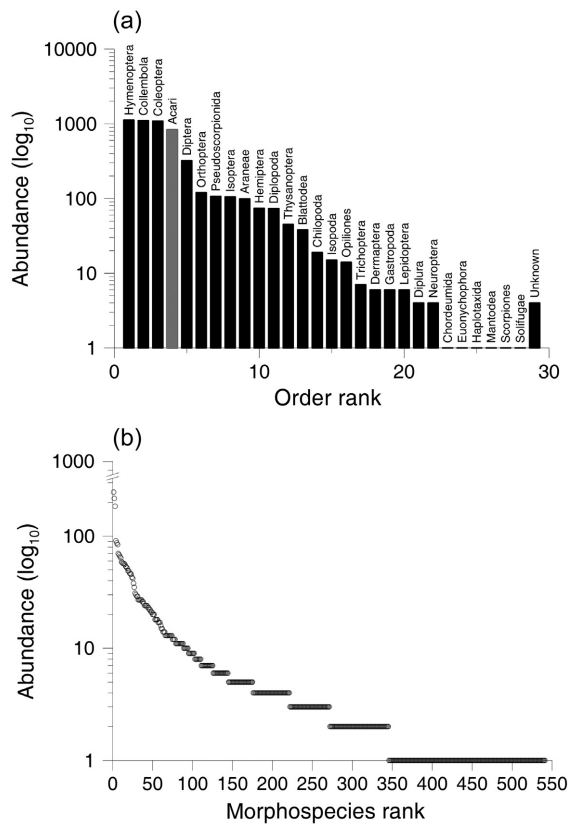 (a)
10000
1000
100
10
1
Abundance (log10)
Hymenoptera
Collembola
Coleoptera
Acari
Diptera
Orthoptera
Pseudoscorpionida
Isoptera
Araneae
Hemiptera
Diplopoda
Thysanoptera
Blattodea
Chilopoda
Isopoda
Opiliones
Trichoptera
Dermaptera
Gastropoda
Lepidoptera
Diplura
Neuroptera
Chordeumida
Euonychophora
Haplotaxida
Mantodea
Scorpiones
Solifugae
Unknown
0 10 20 30
Order rank
(b)
1000
100
10
1
Abundance (log10)
0 50 100 150 200 250 300 350 400 450 500 550
Morphospecies rank